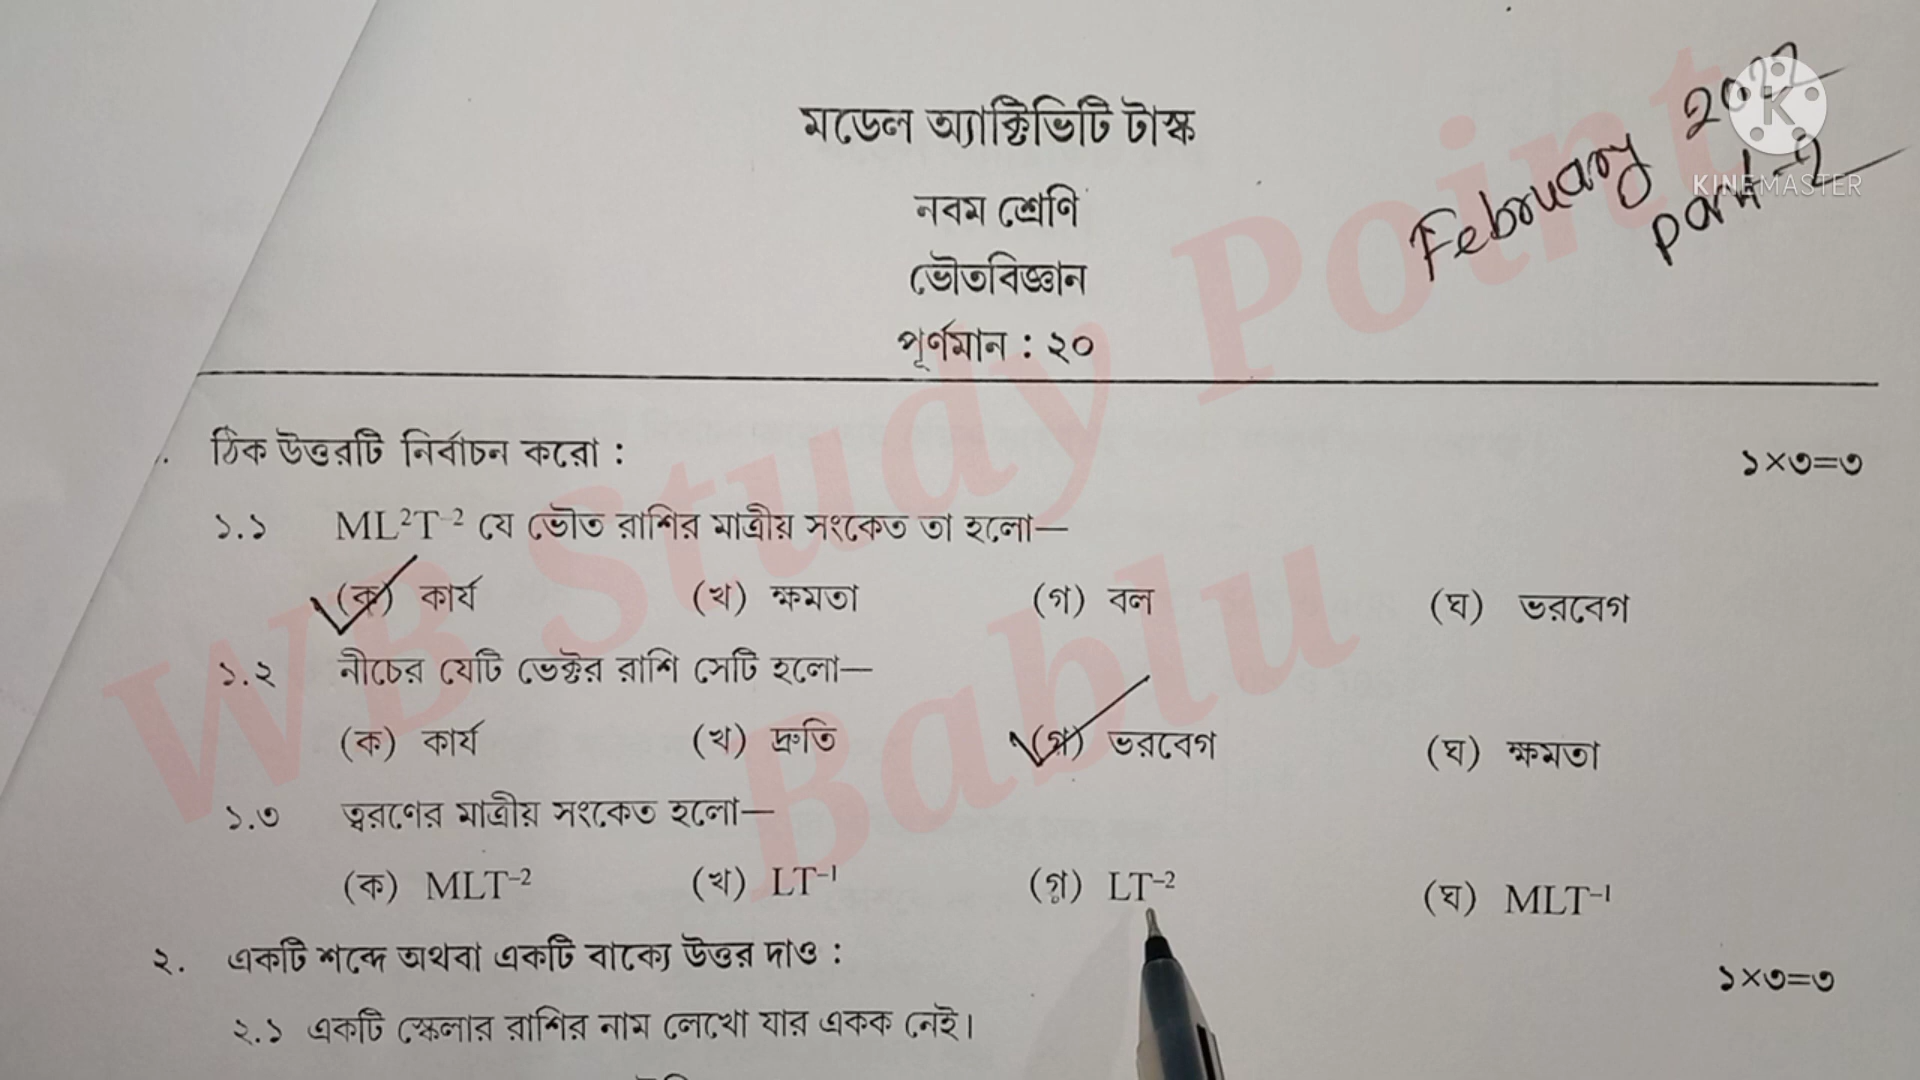 মডেল অ্যাক্টিভিটি টাস্ক
নবম শ্রেণি
ভৌতবিজ্ঞান
পূর্ণমান : ২০
February 2022
part-2
KINEMASTER
ঠিক উত্তরটি নির্বাচন করো : ১×৩=৩
১.১ ML²T⁻² যে ভৌত রাশির মাত্রীয় সংকেত তা হলো—
(ক) কার্য (খ) ক্ষমতা (গ) বল (ঘ) ভরবেগ
১.২ নীচের যেটি ভেক্টর রাশি সেটি হলো—
(ক) কার্য (খ) দ্রুতি (গ) ভরবেগ (ঘ) ক্ষমতা
১.৩ ত্বরণের মাত্রীয় সংকেত হলো—
(ক) MLT⁻² (খ) LT⁻¹ (গ) LT⁻² (ঘ) MLT⁻¹
২. একটি শব্দে অথবা একটি বাক্যে উত্তর দাও : ১×৩=৩
২.১ একটি স্কেলার রাশির নাম লেখো যার একক নেই।
WB Study Point
Bablu